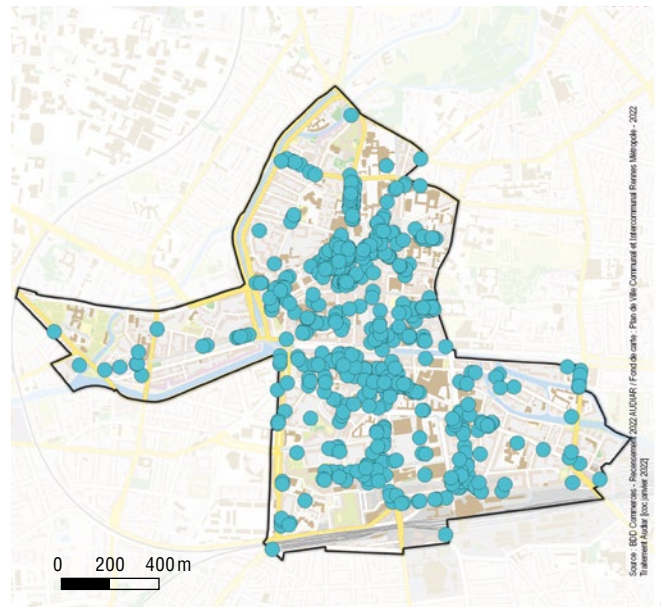 Source : BDD Commerces - Recensement 2022 AUDIAR / Fond de carte : Plan de Ville Communal et Intercommunal Rennes Métropole - 2022
Traitement Audiar [loc janvier 2022]
0 200 400 m